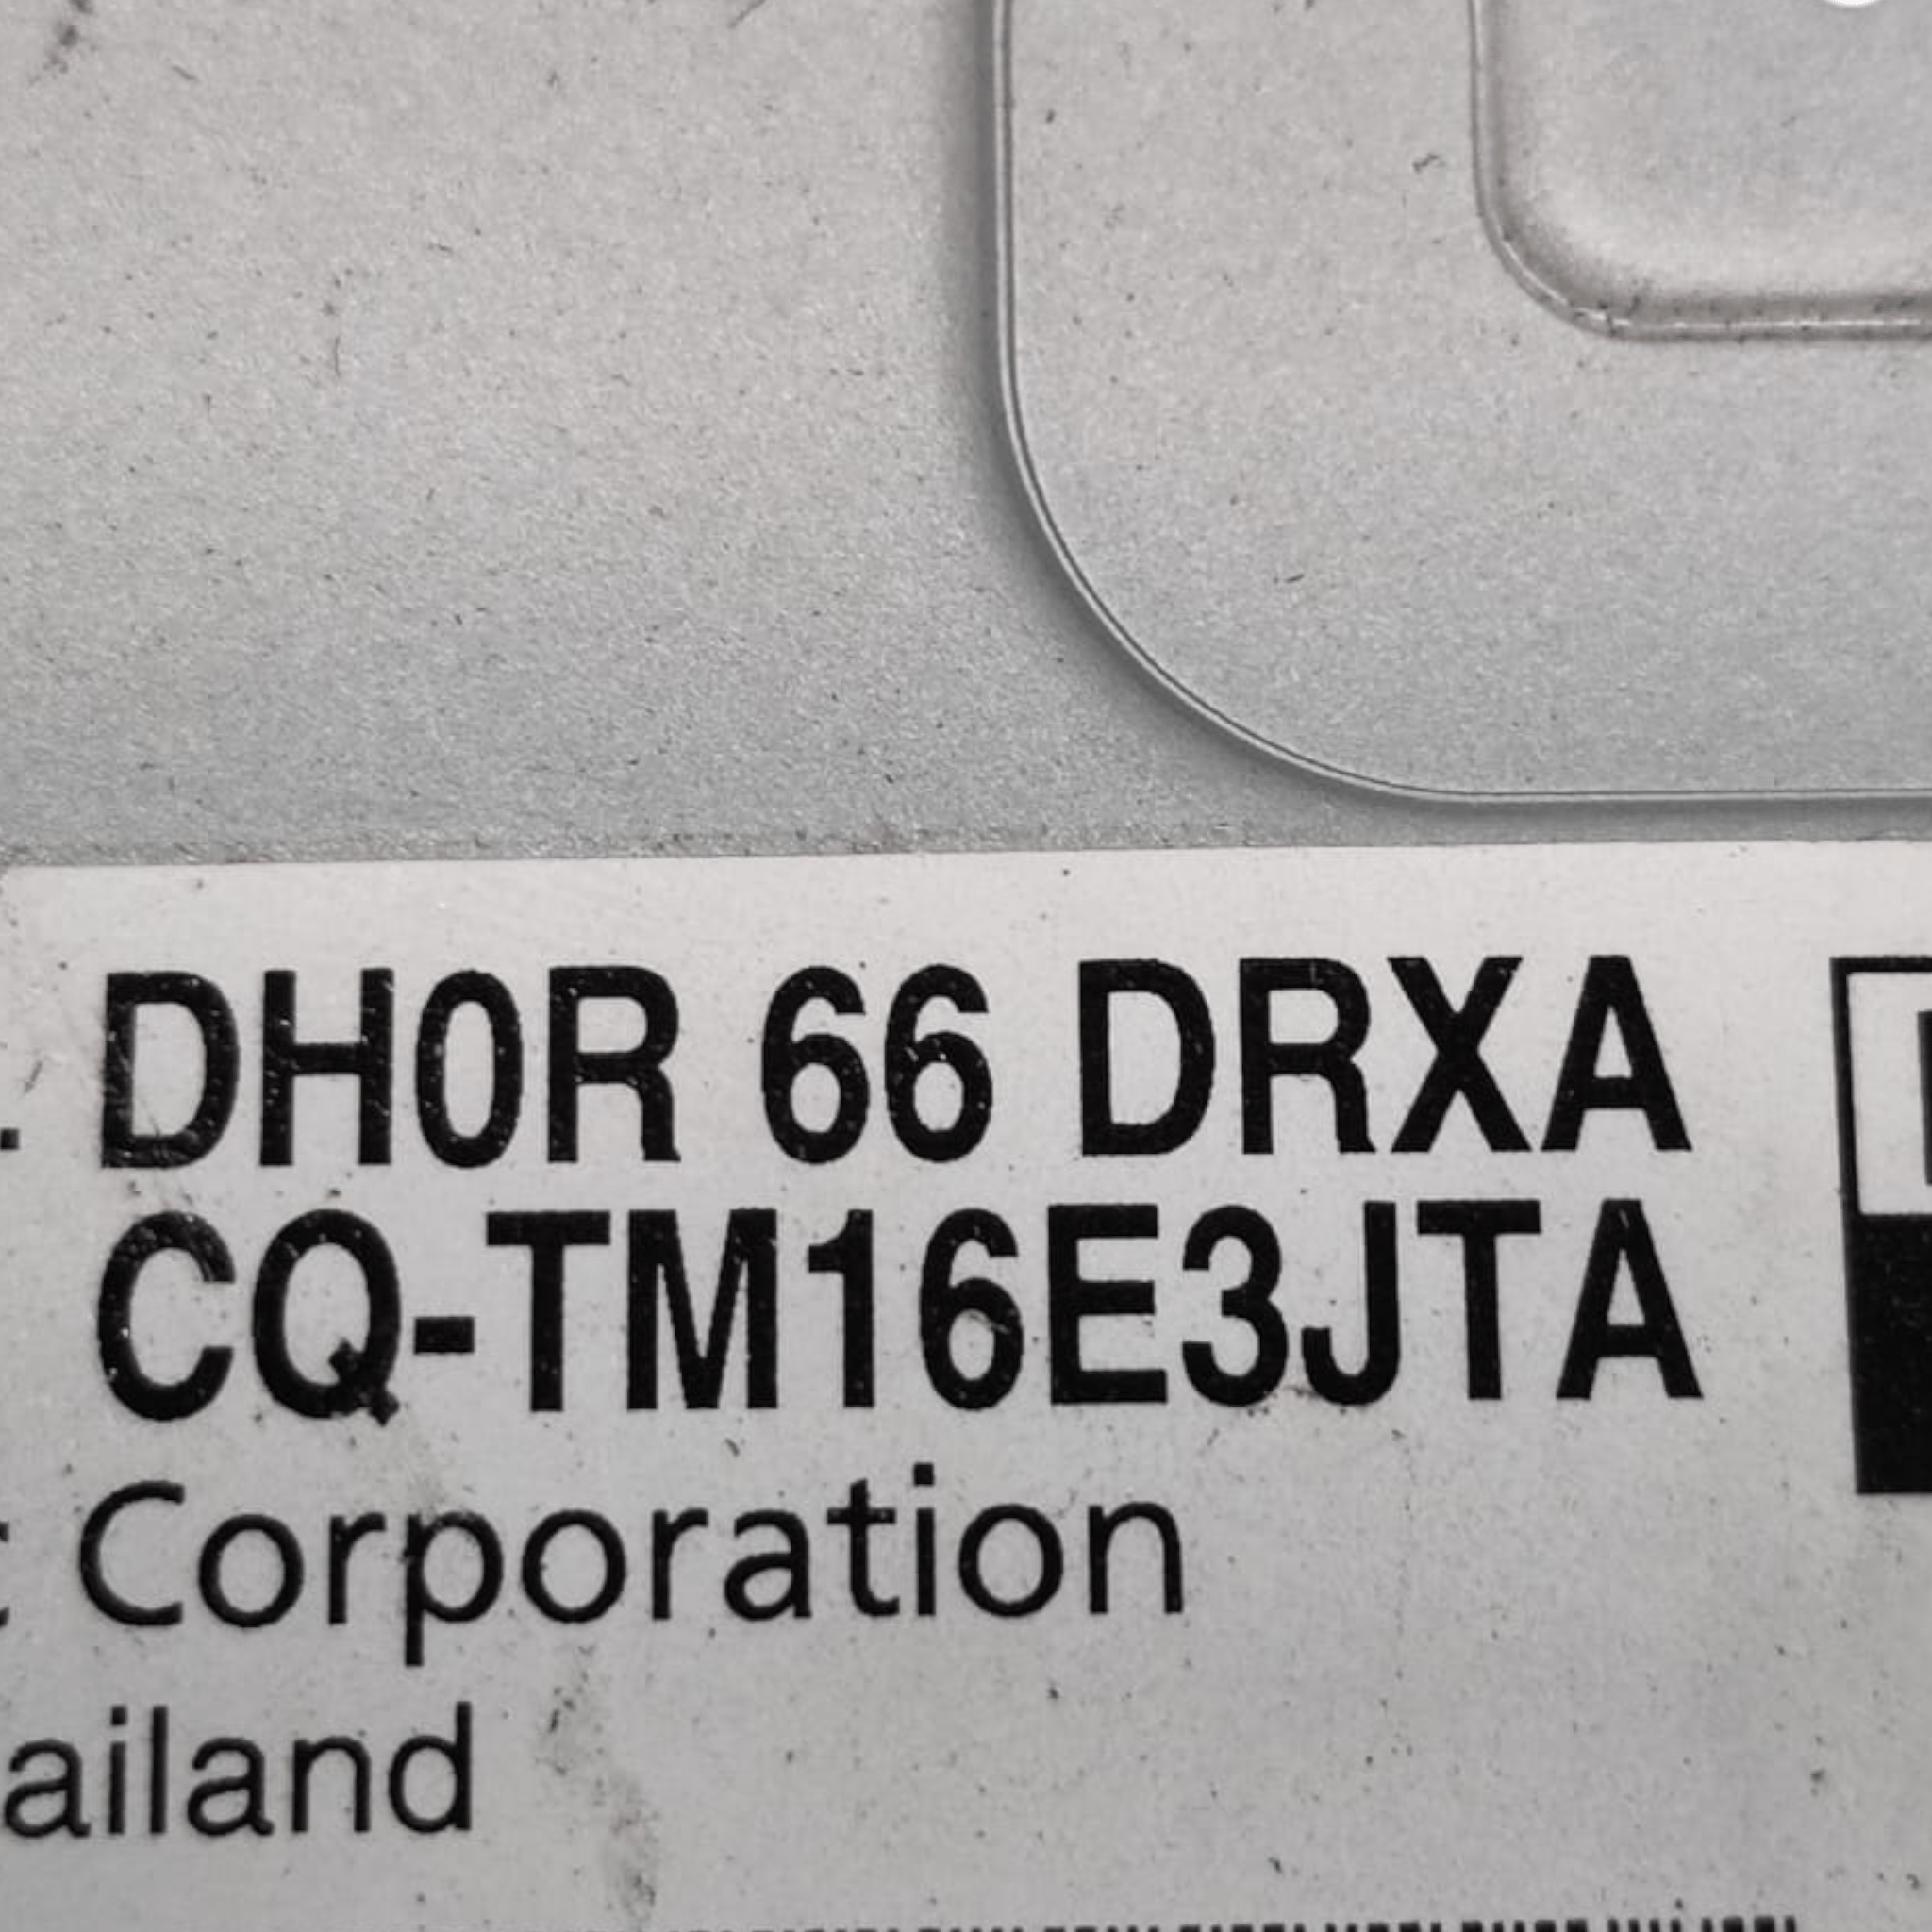 DH0R 66 DRXA
CQ-TM16E3JTA
Corporation
ailand